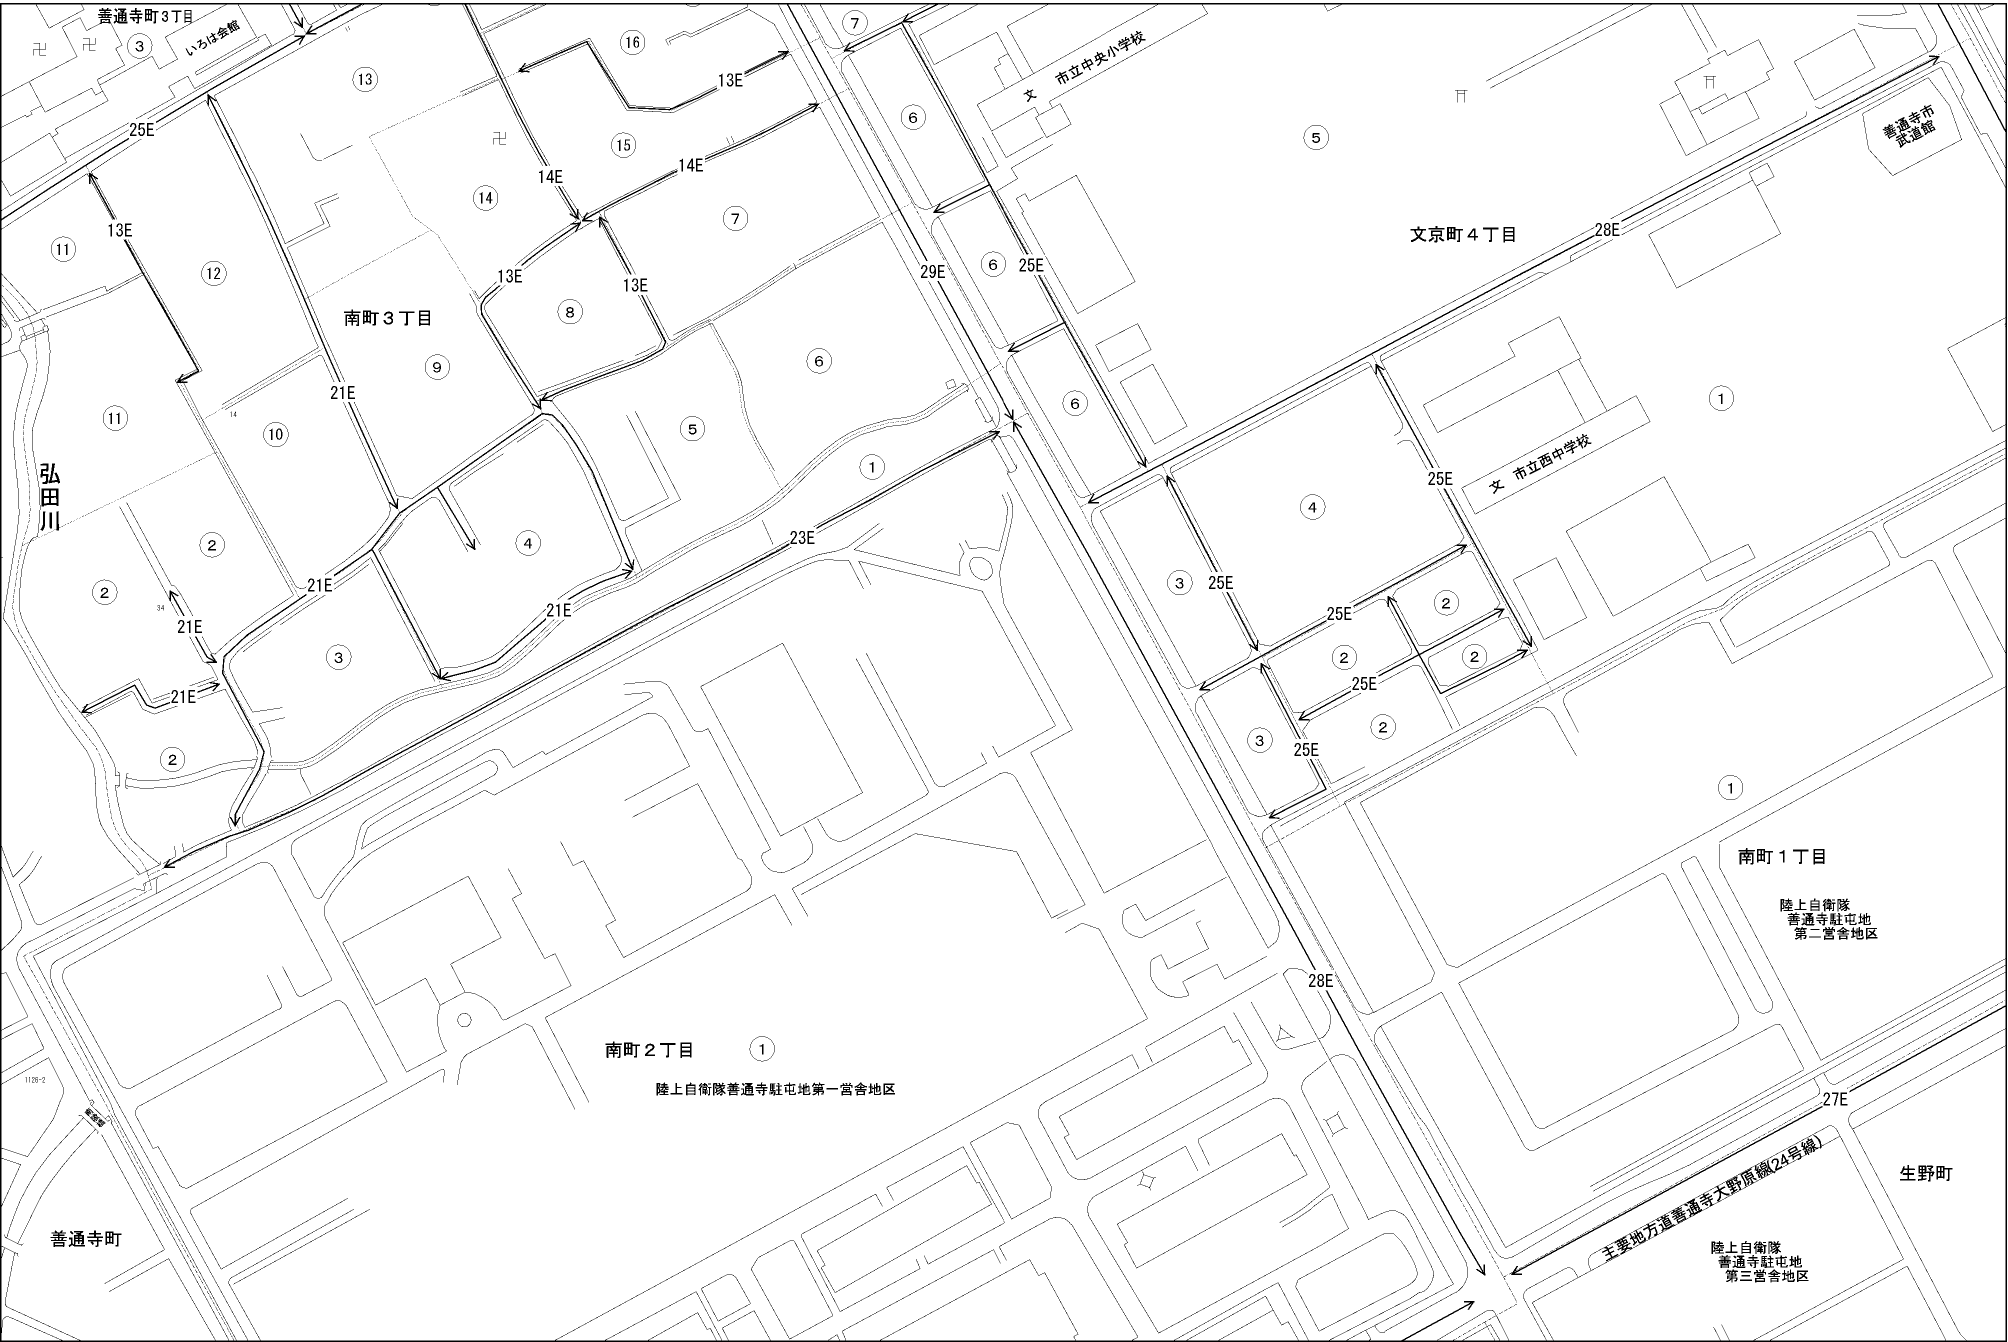 善通寺町3丁目
③
いろは会館
⑬
⑯
13E
⑦
市立中央小学校
文
⑥
⑤
善通寺市
武道館
25E
⑮
14E
14E
⑭
⑦
13E
⑪
⑫
文京町４丁目
28E
29E
⑥
25E
13E
13E
南町３丁目
⑧
⑨
⑥
21E
①
⑥
⑪
14
⑩
⑤
①
文 市立西中学校
25E
④
弘田川
②
④
23E
③
25E
34
②
21E
21E
21E
25E
②
②
②
③
21E
25E
②
③
25E
②
①
南町１丁目
陸上自衛隊
善通寺駐屯地
第二営舎地区
28E
南町２丁目
①
陸上自衛隊善通寺駐屯地第一営舎地区
1126-2
27E
主要地方道善通寺大野原線(24号線)
生野町
善通寺町
陸上自衛隊
善通寺駐屯地
第三営舎地区